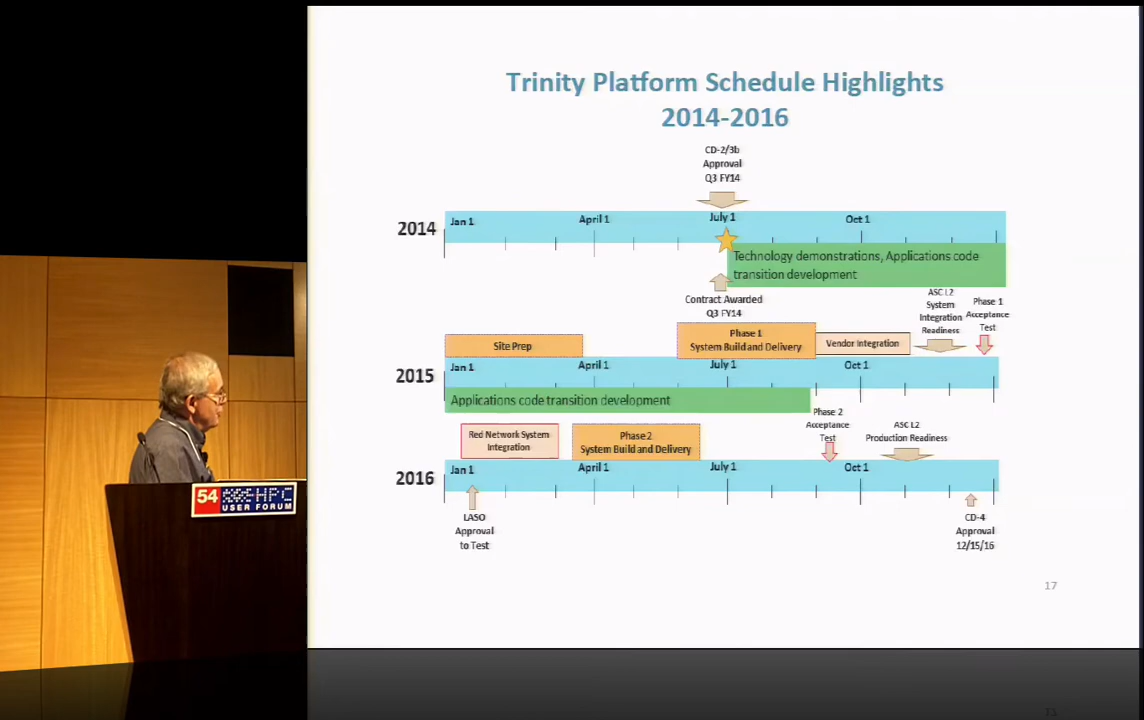 Trinity Platform Schedule Highlights
2014-2016
CD-2/3b
Approval
Q3 FY14
2014
Jan 1
April 1
July 1
Oct 1
Technology demonstrations, Applications code
transition development
Contract Awarded
Q3 FY14
ASC L2
System
Integration
Readiness
Phase 1
Acceptance
Test
Site Prep
Phase 1
System Build and Delivery
Vendor Integration
2015
Jan 1
April 1
July 1
Oct 1
Applications code transition development
Phase 2
Acceptance
Test
ASC L2
Production Readiness
Red Network System
Integration
Phase 2
System Build and Delivery
2016
Jan 1
April 1
July 1
Oct 1
LASO
Approval
to Test
CD-4
Approval
12/15/16
17
54 HPC
USER FORUM